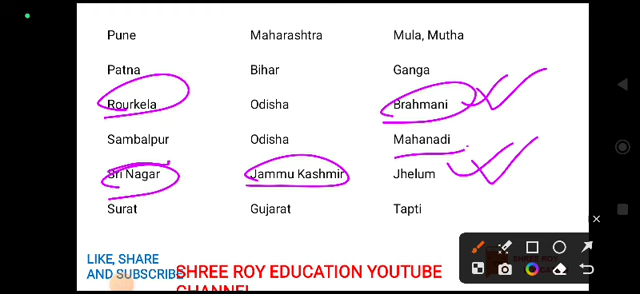 Pune Maharashtra Mula, Mutha
Patna Bihar Ganga
Rourkela Odisha Brahmani
Sambalpur Odisha Mahanadi
Sri Nagar Jammu Kashmir Jhelum
Surat Gujarat Tapti
LIKE, SHARE
AND SUBSCRIBE
SHREE ROY EDUCATION YOUTUBE
CHANNEL